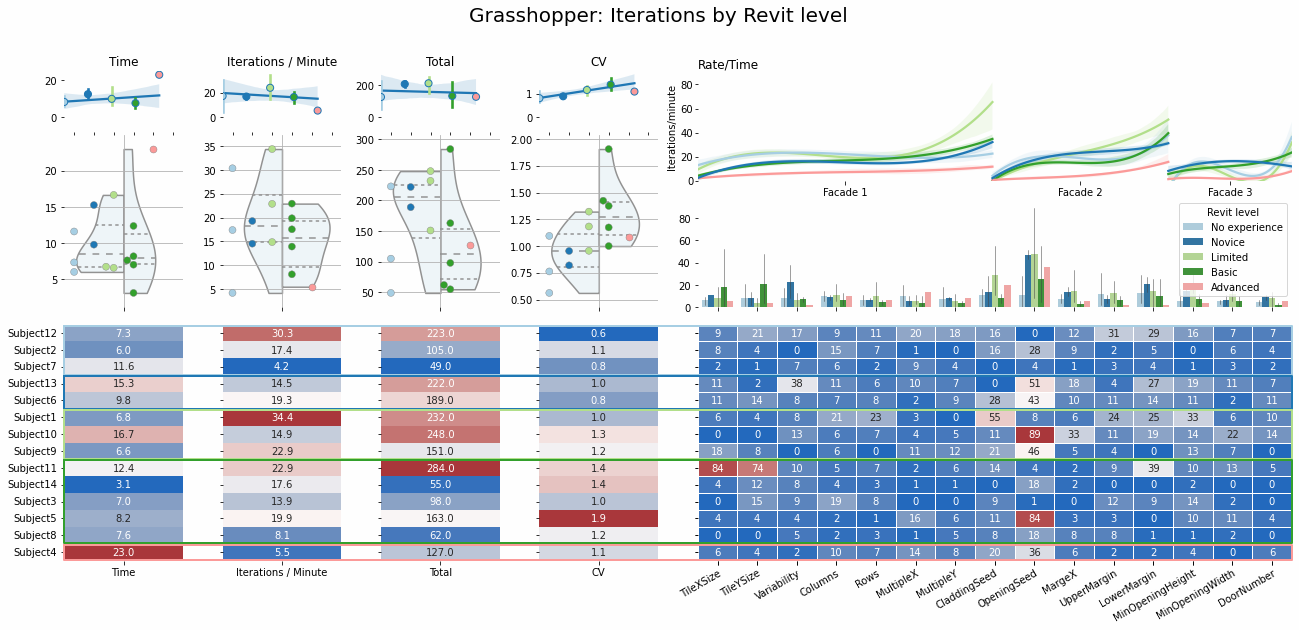 Grasshopper: Iterations by Revit level
Time
Iterations / Minute
Total
CV
Rate/Time
20
0
20
0
200
0
1
0
Iterations/minute
80
60
40
20
0
Facade 1
Facade 2
Facade 3
20
15
10
5
35
30
25
20
15
10
5
300
250
200
150
100
50
2.00
1.75
1.50
1.25
1.00
0.75
0.50
80
60
40
20
0
Revit level
No experience
Novice
Limited
Basic
Advanced
Subject12 7.3 30.3 223.0 0.6 9 21 17 9 11 20 18 16 0 12 31 29 16 7 7
Subject2 6.0 17.4 105.0 1.1 8 4 0 15 7 1 0 16 28 9 2 5 0 6 4
Subject7 11.6 4.2 49.0 0.8 2 1 7 6 2 9 4 0 4 1 3 4 1 3 2
Subject13 15.3 14.5 222.0 1.0 11 2 38 11 6 10 7 0 51 18 4 27 19 11 7
Subject6 9.8 19.3 189.0 0.8 11 14 8 7 8 2 9 28 43 10 11 14 11 2 11
Subject1 6.8 34.4 232.0 1.0 6 4 8 21 23 3 0 55 8 6 24 25 33 6 10
Subject10 16.7 14.9 248.0 1.3 0 0 13 6 7 4 5 11 89 33 11 19 14 22 14
Subject9 6.6 22.9 151.0 1.2 18 8 0 6 0 11 12 21 46 5 4 0 13 7 0
Subject11 12.4 22.9 284.0 1.4 84 74 10 5 7 2 6 14 4 2 9 39 10 13 5
Subject14 3.1 17.6 55.0 1.4 4 12 8 4 3 1 1 0 18 2 0 0 0 2 0
Subject3 7.0 13.9 98.0 1.0 0 15 9 19 8 0 0 9 1 0 12 9 14 2 0
Subject5 8.2 19.9 163.0 1.9 4 4 4 2 1 16 6 11 84 3 3 0 10 11 4
Subject8 7.6 8.1 62.0 1.2 0 0 5 2 3 1 5 8 18 8 8 1 1 2 0
Subject4 23.0 5.5 127.0 1.1 6 4 2 10 7 14 8 20 36 6 2 2 4 0 6
Time
Iterations / Minute
Total
CV
TileXSize
TileYSize
Variability
Columns
Rows
MultipleX
MultipleY
CladdingSeed
OpeningSeed
MargeX
UpperMargin
LowerMargin
MinOpeningHeight
MinOpeningWidth
DoorNumber